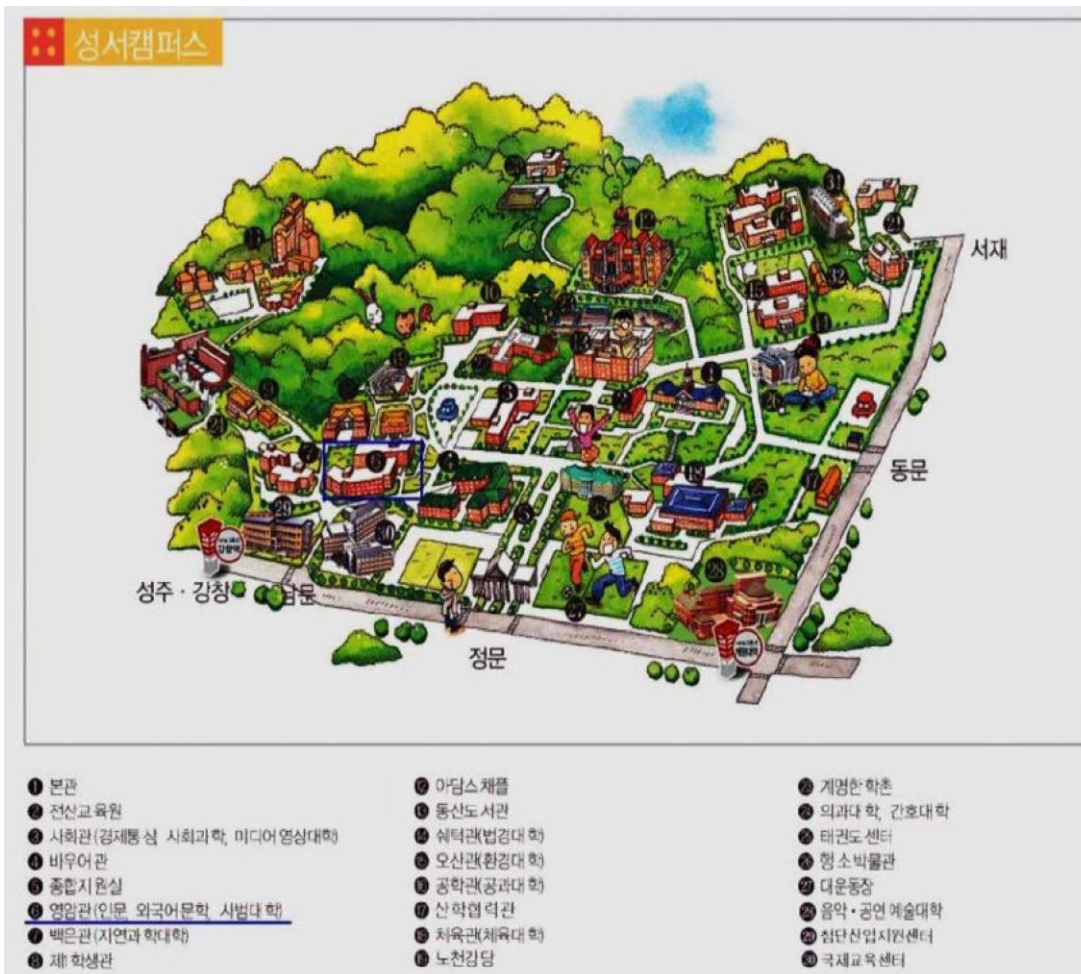 성서캠퍼스
서재
동문
성주·강창
남문
정문
❶ 본관
❷ 전산교육원
❸ 사회관(경제통상, 사회과학, 미디어영상대학)
❹ 바우어관
❺ 종합지원실
❻ 영암관(인문, 외국어문학, 사범대학)
❼ 백은관(자연과학대학)
❽ 제1학생관
⓬ 아담스채플
⓭ 동산도서관
⓮ 쉐턱관(법경대학)
⓯ 오산관(환경대학)
⓰ 공학관(공과대학)
⓱ 산학협력관
⓲ 체육관(체육대학)
⓳ 노천강당
㉓ 계명한학촌
㉔ 의과대학, 간호대학
㉕ 태권도센터
㉖ 행소박물관
㉗ 대운동장
㉘ 음악·공연예술대학
㉙ 첨단산업지원센터
㉚ 국제교육센터